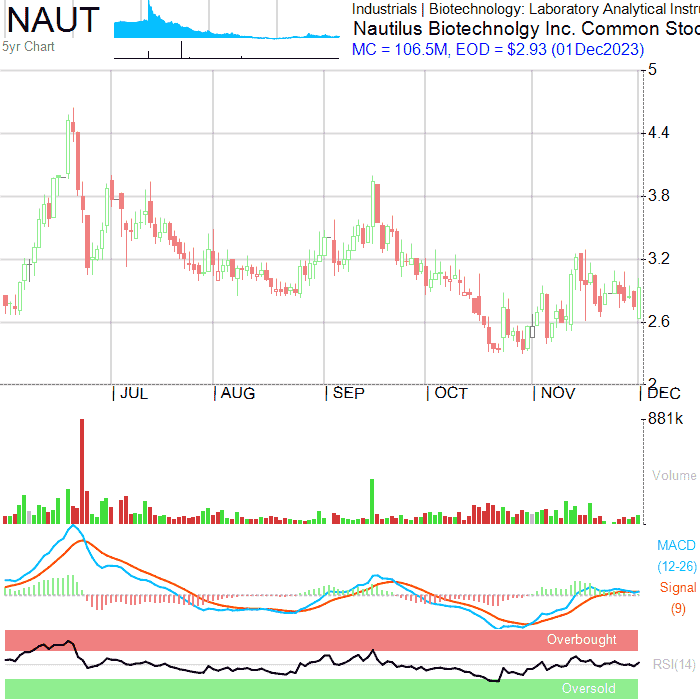 NAUT
5yr Chart
Industrials | Biotechnology: Laboratory Analytical Instru
Nautilus Biotechnolgy Inc. Common Stoc
MC = 106.5M, EOD = $2.93 (01Dec2023)
5
4.4
3.8
3.2
2.6
2
JUL AUG SEP OCT NOV DEC
881k
Volume
MACD
(12-26)
Signal
(9)
Overbought
RSI(14)
Oversold